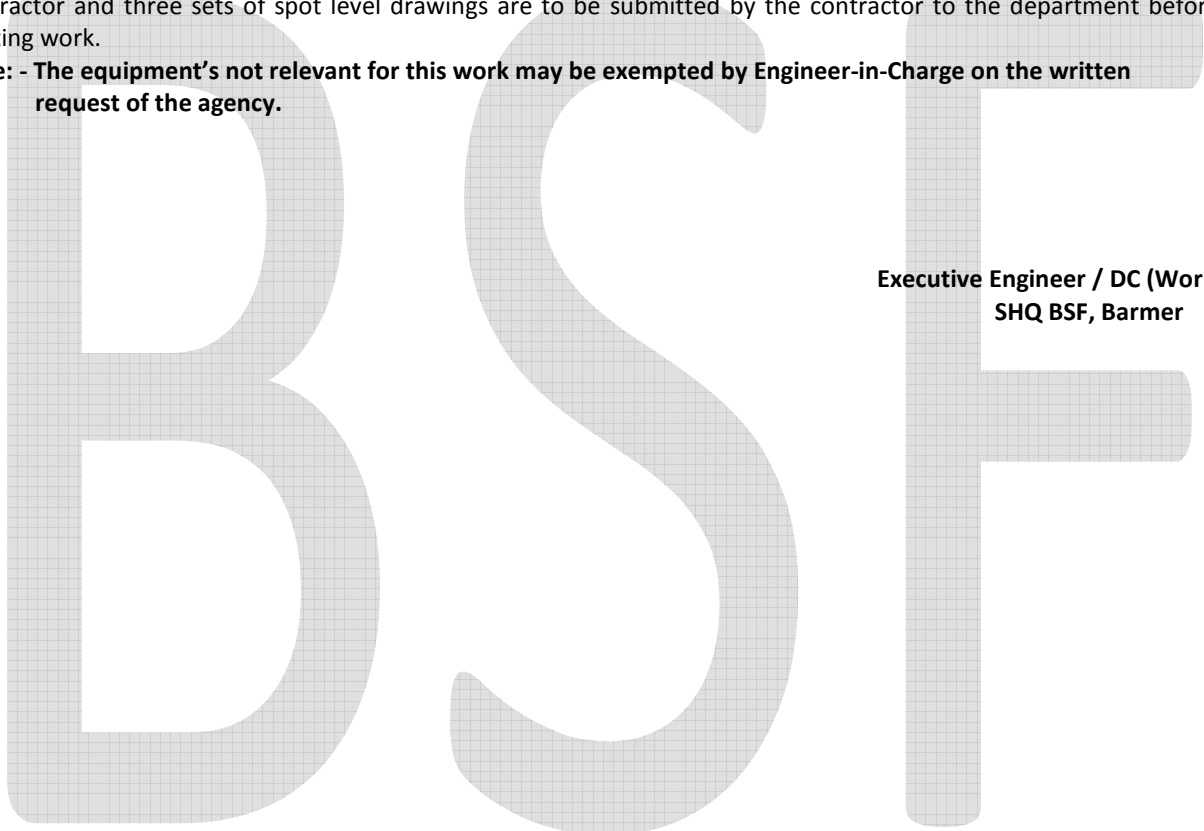 ractor and three sets of spot level drawings are to be submitted by the contractor to the department befor
ting work.
e: - The equipment's not relevant for this work may be exempted by Engineer-in-Charge on the written
request of the agency.
Executive Engineer / DC (Wor
SHQ BSF, Barmer
BSF